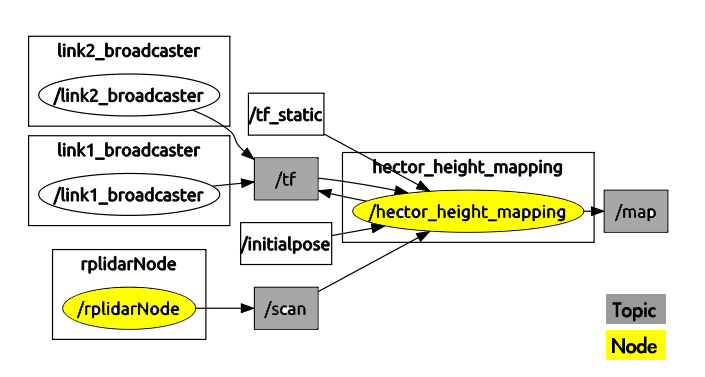 link2_broadcaster
/link2_broadcaster
/tf_static
link1_broadcaster
hector_height_mapping
/tf
/link1_broadcaster
/hector_height_mapping
/map
/initialpose
rplidarNode
/rplidarNode
/scan
Topic
Node